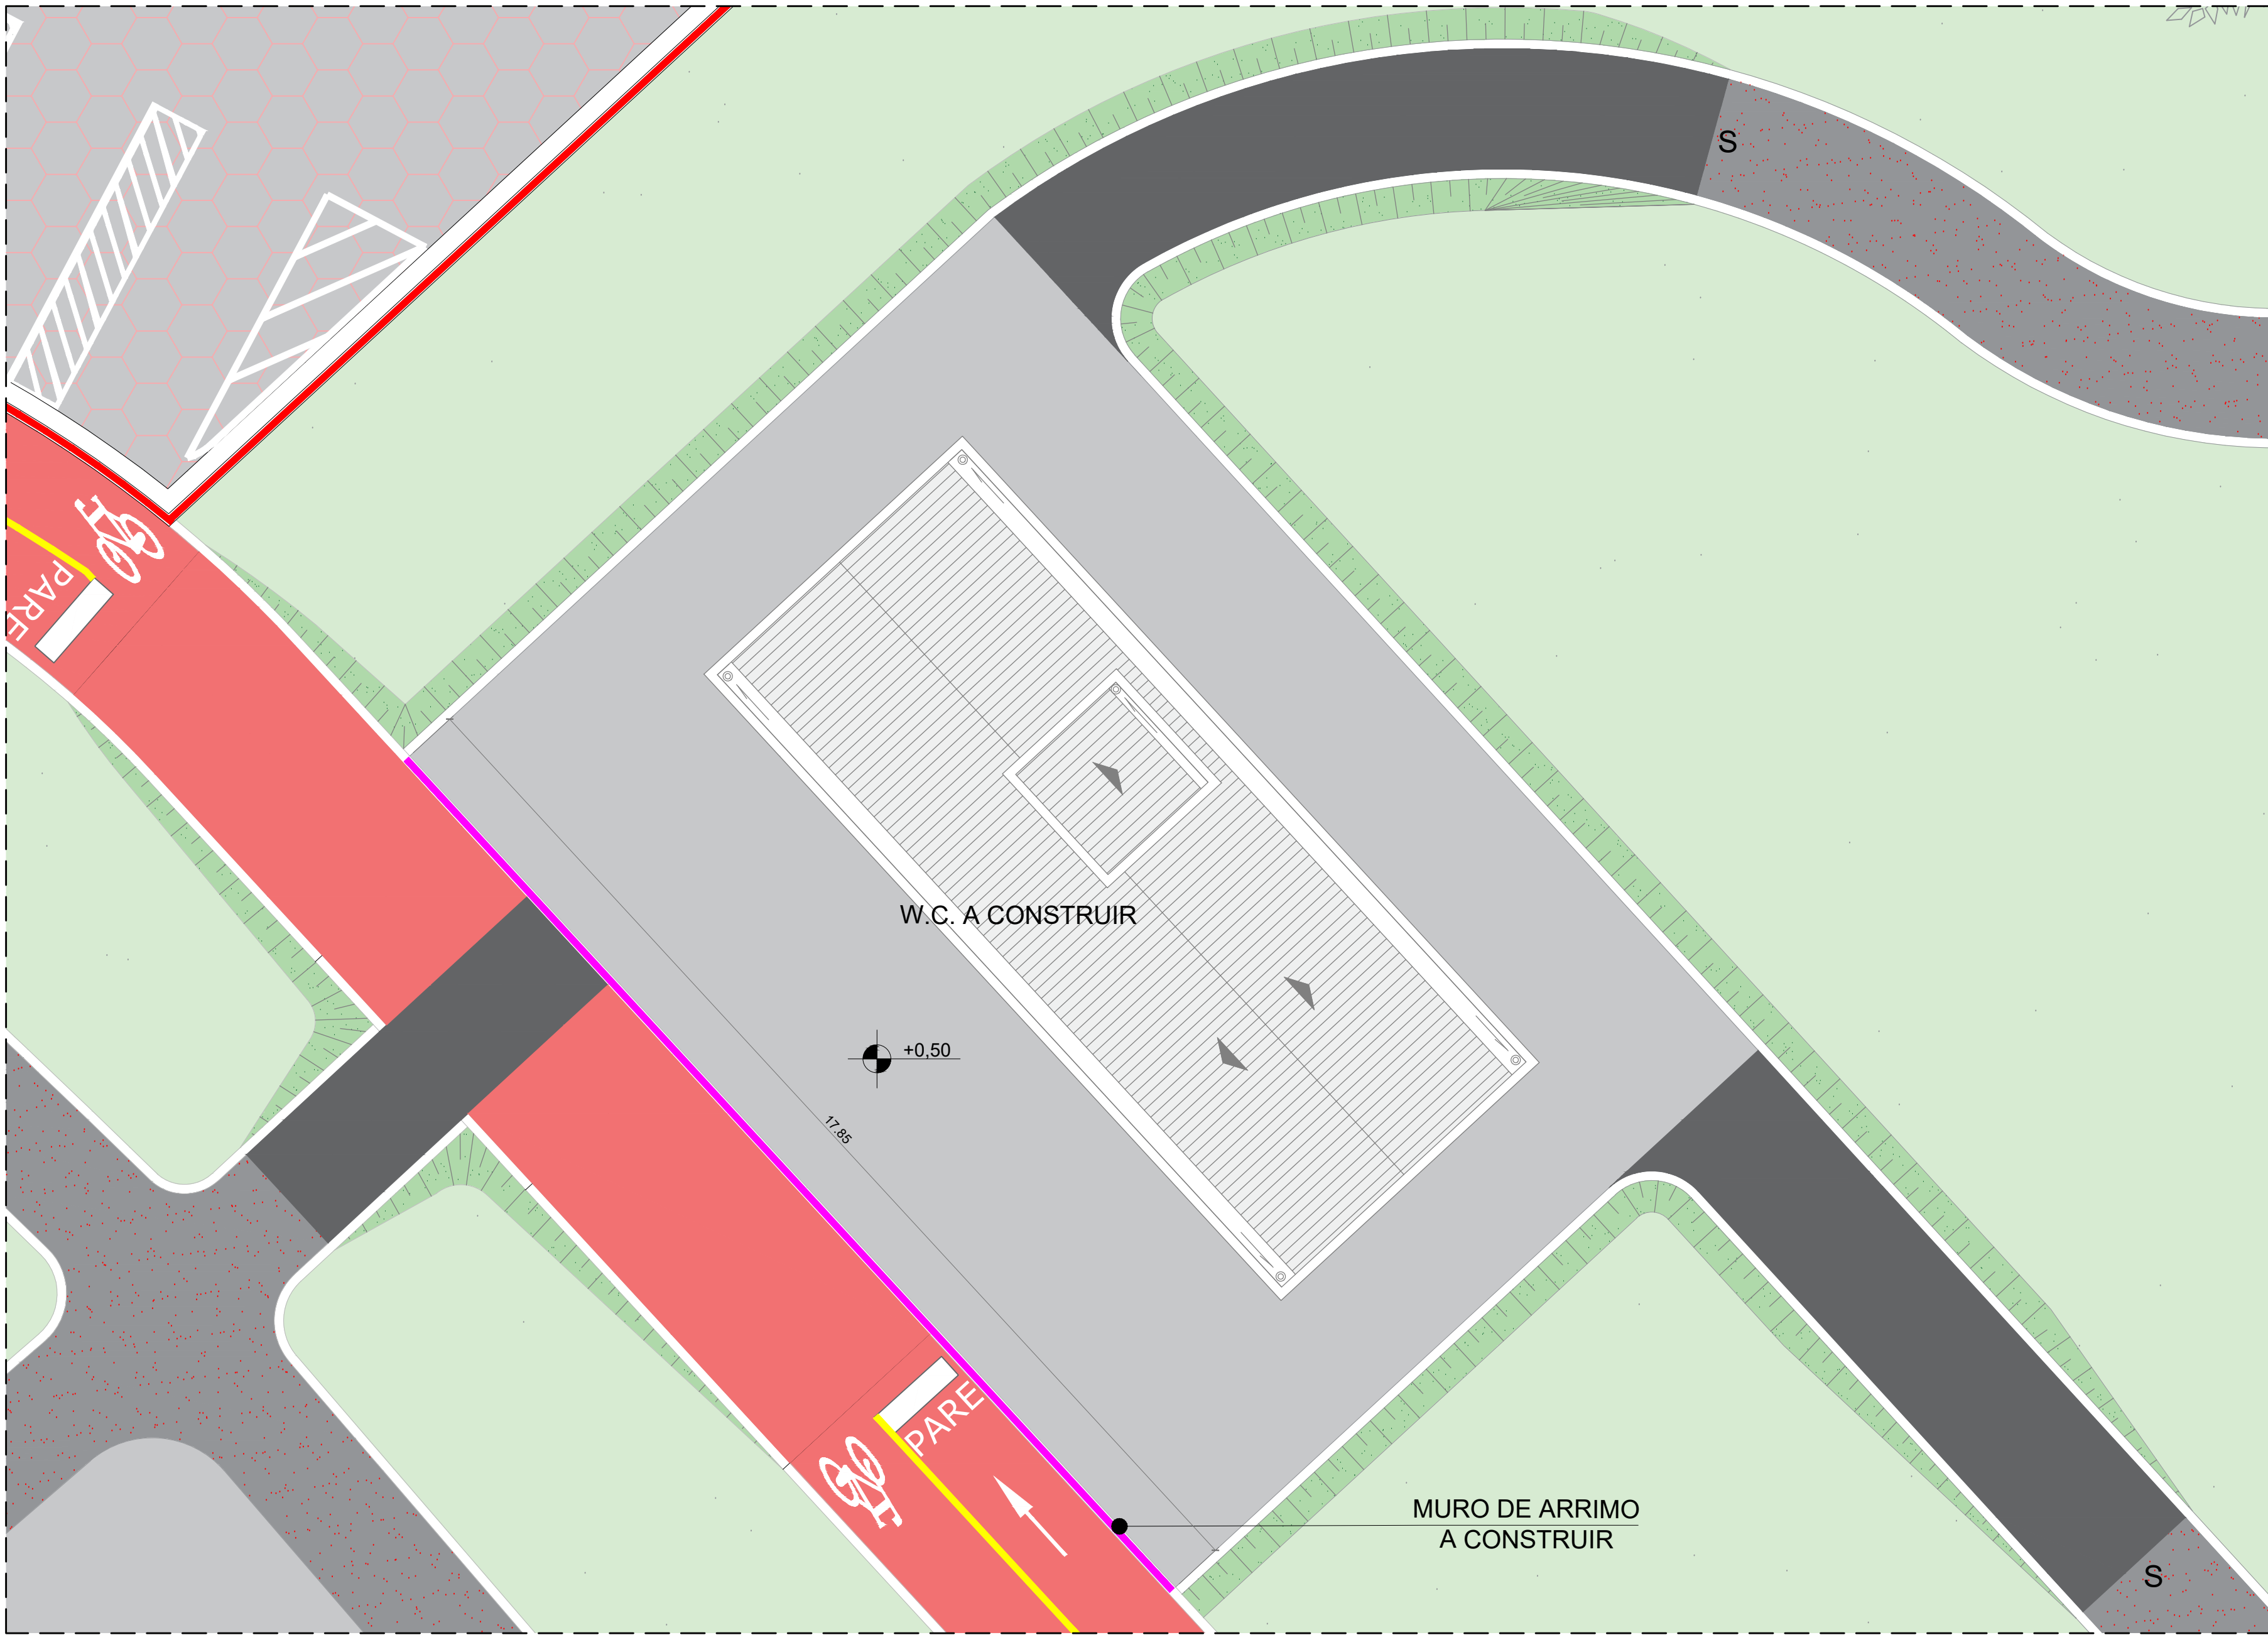 S
PARE
W.C. A CONSTRUIR
+0,50
17.85
PARE
MURO DE ARRIMO
A CONSTRUIR
S